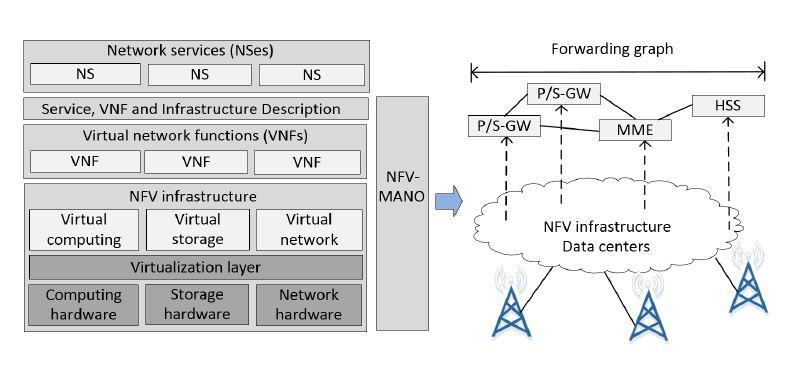 Network services (NSes)
NS
NS
NS
Service, VNF and Infrastructure Description
Virtual network functions (VNFs)
VNF
VNF
VNF
NFV infrastructure
Virtual
computing
Virtual
storage
Virtual
network
Virtualization layer
Computing
hardware
Storage
hardware
Network
hardware
NFV-
MANO
Forwarding graph
P/S-GW
P/S-GW
MME
HSS
NFV infrastructure
Data centers